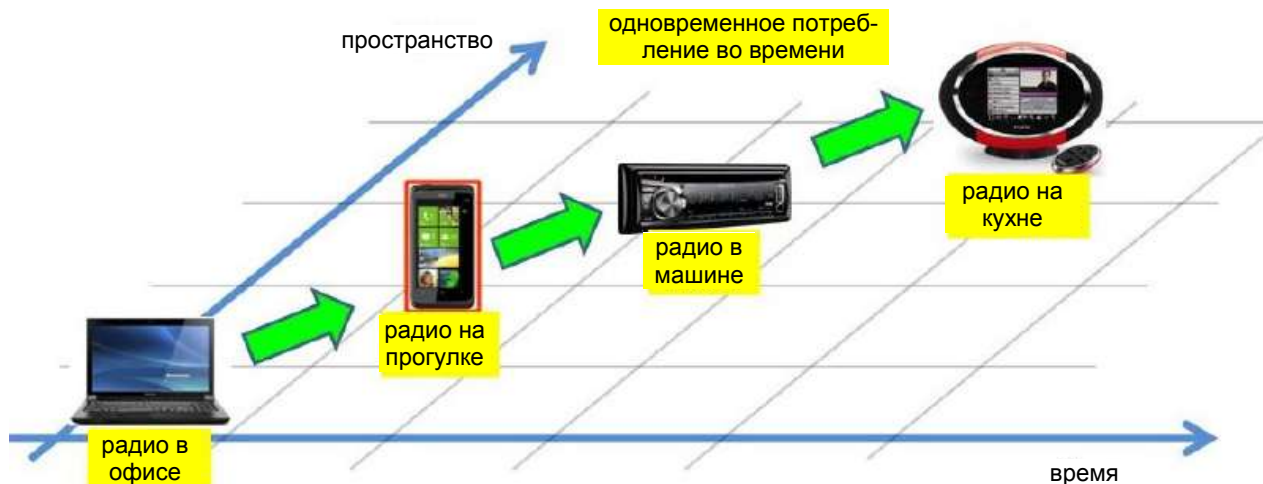 одновременное потреб-
ление во времени
пространство
радио на
кухне
радио в
машине
радио на
прогулке
радио в
офисе
время